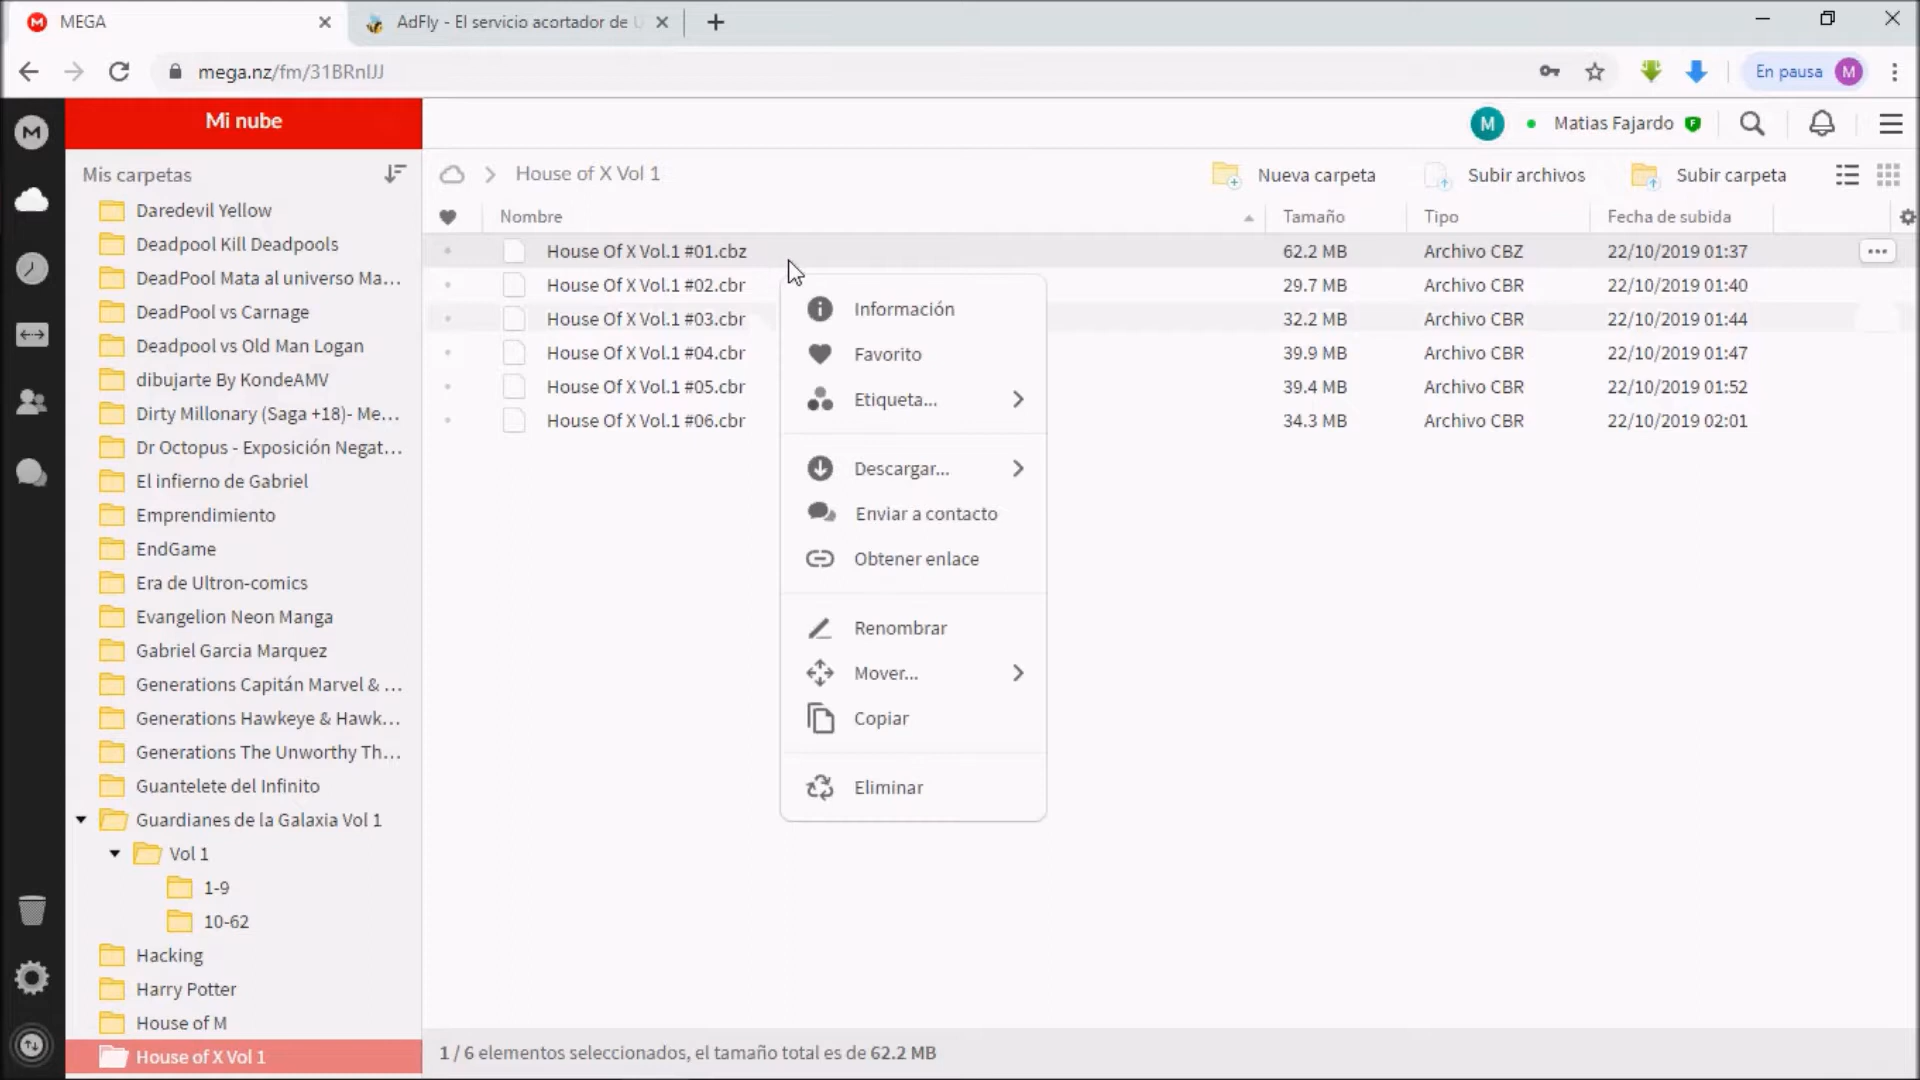 MEGA
AdFly - El servicio acortador de U
mega.nz/fm/31BRnIJJ
En pausa M
Mi nube
M Matias Fajardo
Mis carpetas
House of X Vol 1
Nueva carpeta
Subir archivos
Subir carpeta
Nombre Tamaño Tipo Fecha de subida
House Of X Vol.1 #01.cbz 62.2 MB Archivo CBZ 22/10/2019 01:37
House Of X Vol.1 #02.cbr 29.7 MB Archivo CBR 22/10/2019 01:40
House Of X Vol.1 #03.cbr 32.2 MB Archivo CBR 22/10/2019 01:44
House Of X Vol.1 #04.cbr 39.9 MB Archivo CBR 22/10/2019 01:47
House Of X Vol.1 #05.cbr 39.4 MB Archivo CBR 22/10/2019 01:52
House Of X Vol.1 #06.cbr 34.3 MB Archivo CBR 22/10/2019 02:01
Información
Favorito
Etiqueta...
Descargar...
Enviar a contacto
Obtener enlace
Renombrar
Mover...
Copiar
Eliminar
Daredevil Yellow
Deadpool Kill Deadpools
DeadPool Mata al universo Ma...
DeadPool vs Carnage
Deadpool vs Old Man Logan
dibujarte By KondeAMV
Dirty Millonary (Saga +18)- Me...
Dr Octopus - Exposición Negat...
El infierno de Gabriel
Emprendimiento
EndGame
Era de Ultron-comics
Evangelion Neon Manga
Gabriel Garcia Marquez
Generations Capitán Marvel & ...
Generations Hawkeye & Hawk...
Generations The Unworthy Th...
Guantelete del Infinito
Guardianes de la Galaxia Vol 1
Vol 1
1-9
10-62
Hacking
Harry Potter
House of M
House of X Vol 1
1 / 6 elementos seleccionados, el tamaño total es de 62.2 MB